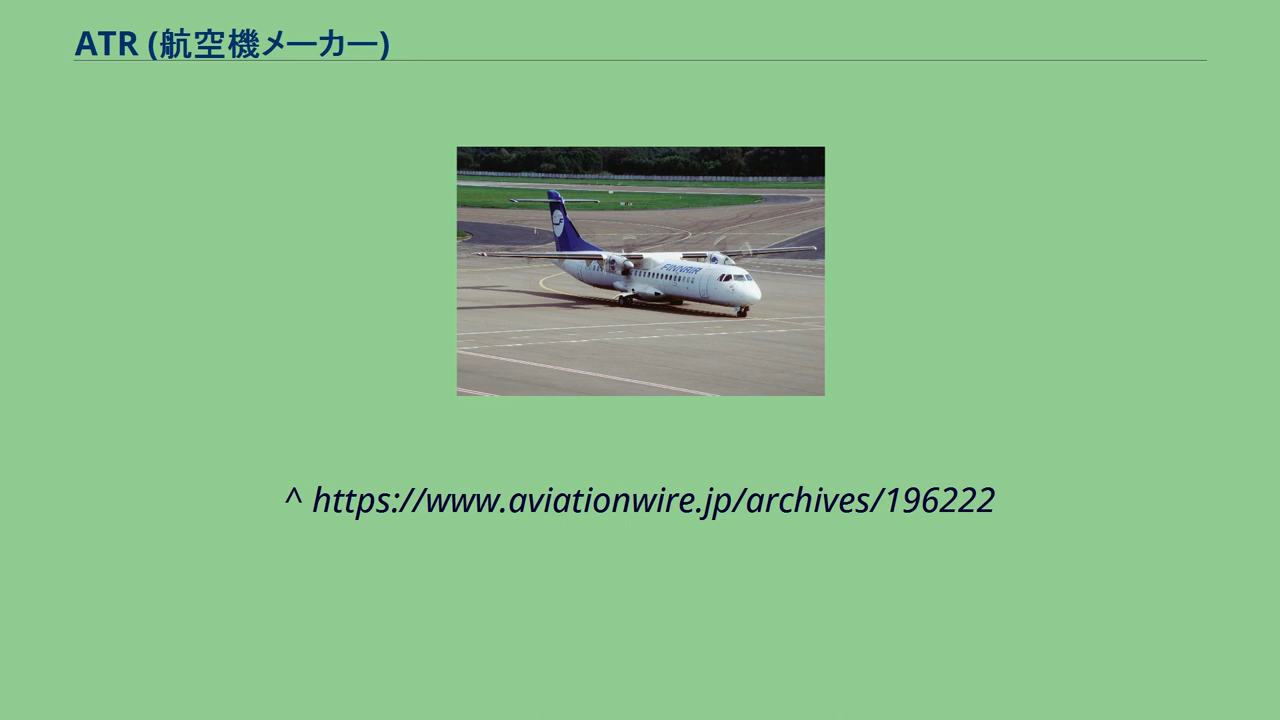 ATR (航空機メーカー)
FINNAIR
^ https://www.aviationwire.jp/archives/196222